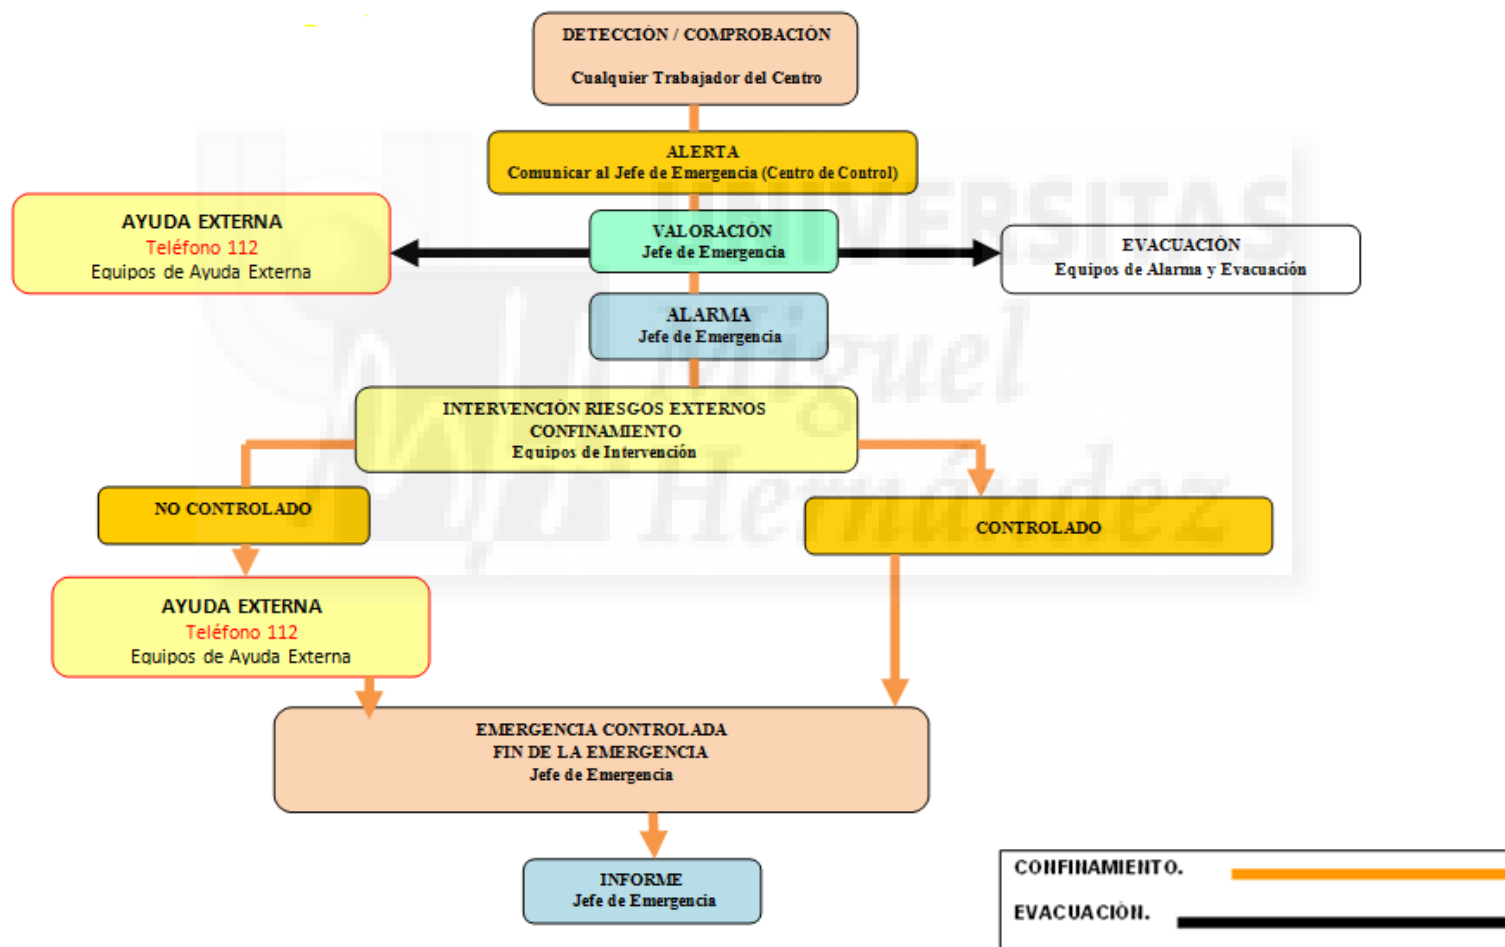 DETECCIÓN / COMPROBACIÓN
Cualquier Trabajador del Centro
ALERTA
Comunicar al Jefe de Emergencia (Centro de Control)
AYUDA EXTERNA
Teléfono 112
Equipos de Ayuda Externa
VALORACIÓN
Jefe de Emergencia
EVACUACIÓN
Equipos de Alarma y Evacuación
ALARMA
Jefe de Emergencia
INTERVENCIÓN RIESGOS EXTERNOS
CONFINAMIENTO
Equipos de Intervención
NO CONTROLADO
CONTROLADO
AYUDA EXTERNA
Teléfono 112
Equipos de Ayuda Externa
EMERGENCIA CONTROLADA
FIN DE LA EMERGENCIA
Jefe de Emergencia
INFORME
Jefe de Emergencia
CONFINAMIENTO.
EVACUACIÓN.
UNIVERSITAS
Miguel
Hernández